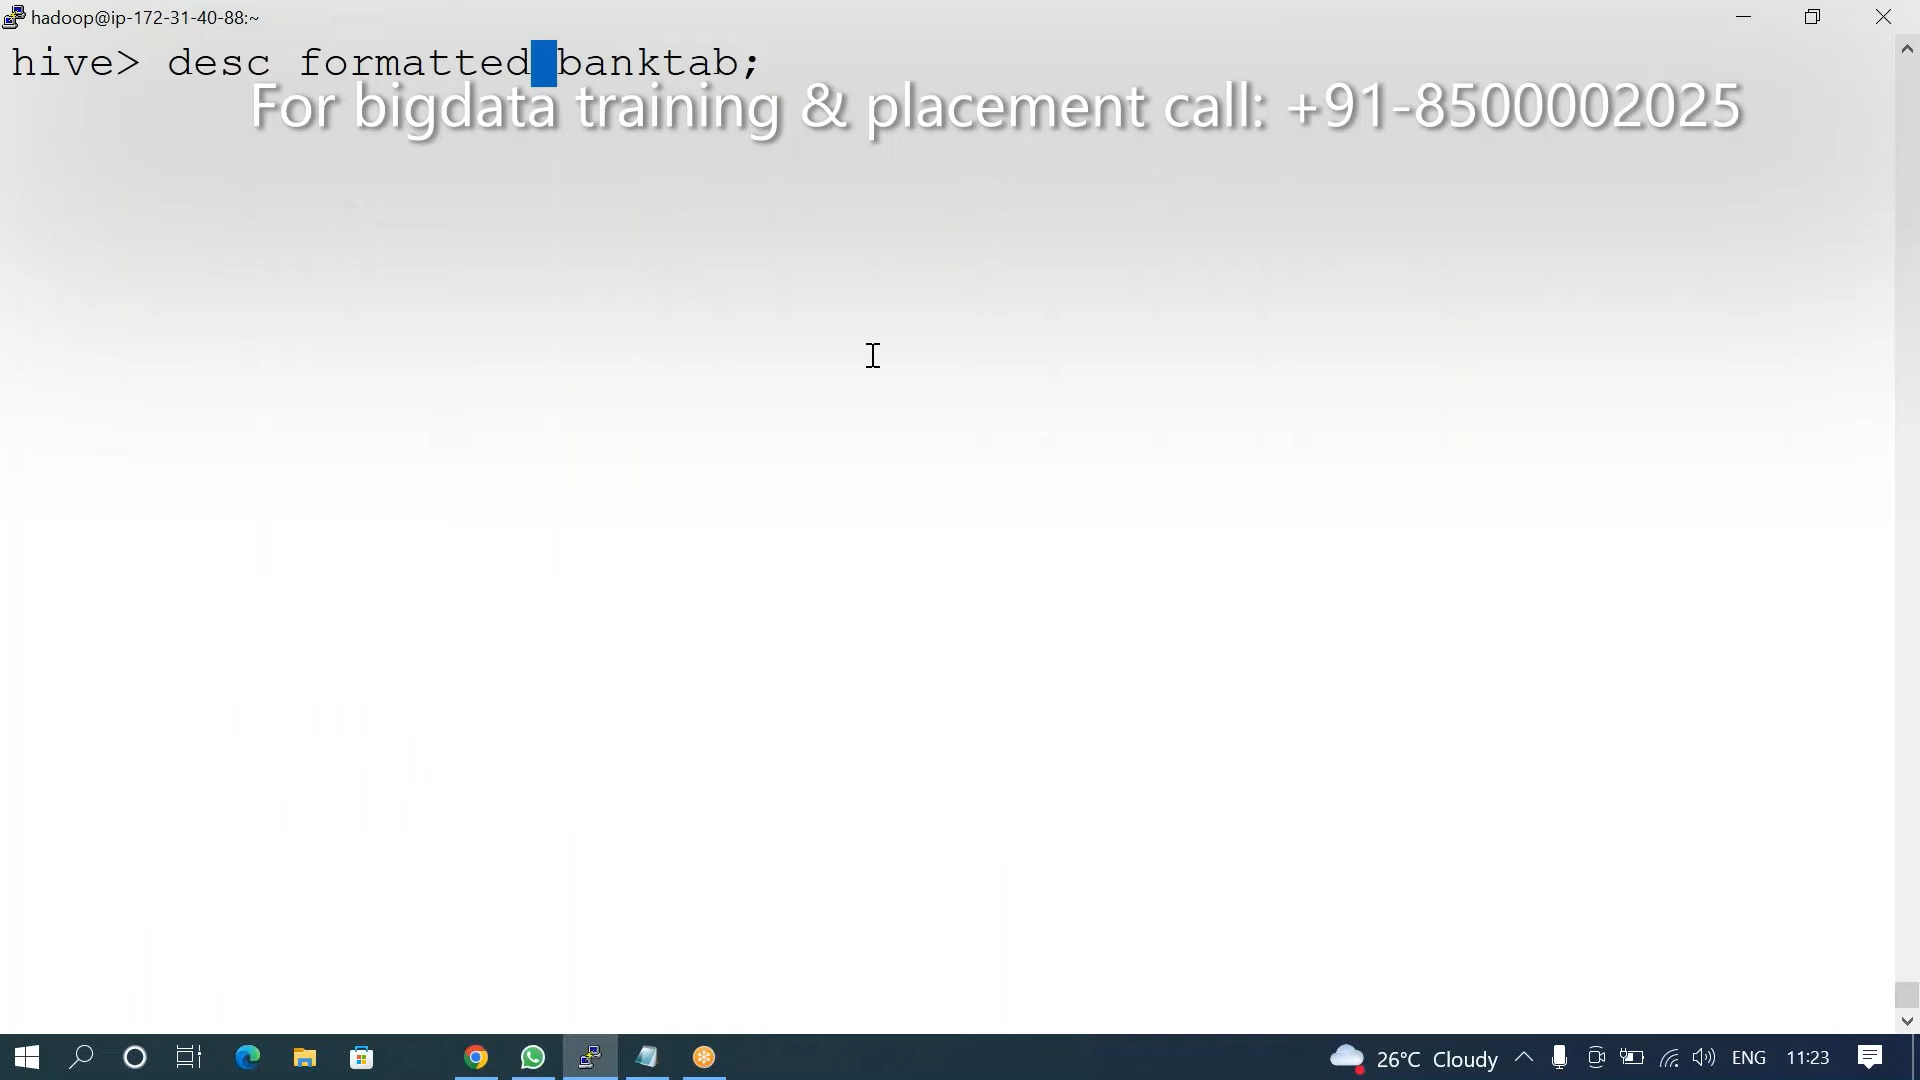 hadoop@ip-172-31-40-88:~
hive> desc formatted banktab;
For bigdata training & placement call: +91-8500002025
26°C Cloudy
ENG
11:23